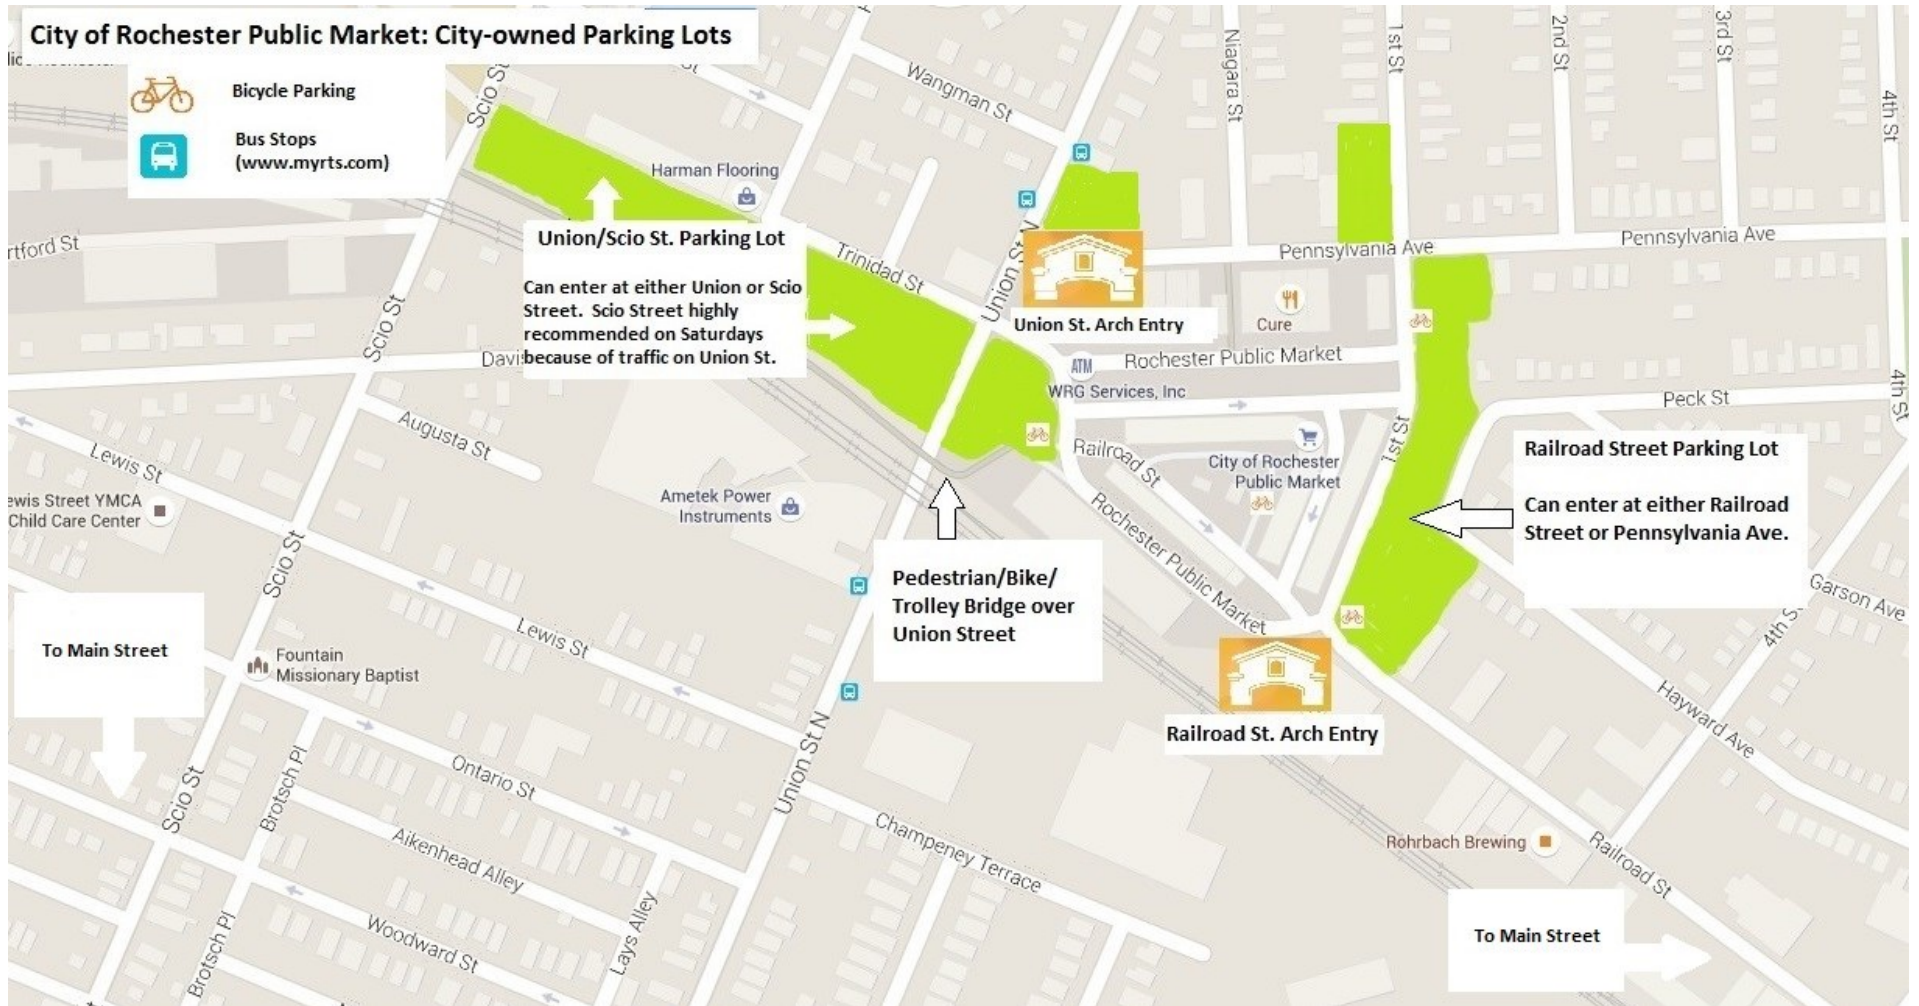 City of Rochester Public Market: City-owned Parking Lots
Bicycle Parking
Bus Stops
(www.myrts.com)
Scio St
Wangman St
Niagara St
1st St
2nd St
3rd St
4th St
Harman Flooring
Union/Scio St. Parking Lot
Can enter at either Union or Scio
Street. Scio Street highly
recommended on Saturdays
because of traffic on Union St.
Trinidad St
Union St N
Pennsylvania Ave
Pennsylvania Ave
Union St. Arch Entry
Cure
Scio St
ATM
Rochester Public Market
WRG Services, Inc
Peck St
4th St
Augusta St
Lewis St
Railroad St
1st St
City of Rochester
Public Market
Railroad Street Parking Lot
Can enter at either Railroad
Street or Pennsylvania Ave.
Ametek Power
Instruments
Child Care Center
Scio St
Rochester Public Market
Pedestrian/Bike/
Trolley Bridge over
Union Street
Garson Ave
Lewis St
To Main Street
Fountain
Missionary Baptist
Railroad St. Arch Entry
Hayward Ave
Union St N
Ontario St
Brotsch Pl
Scio St
Aikenhead Alley
Champeney Terrace
Rohrbach Brewing
Railroad St
Brotsch Pl
Woodward St
Lays Alley
To Main Street